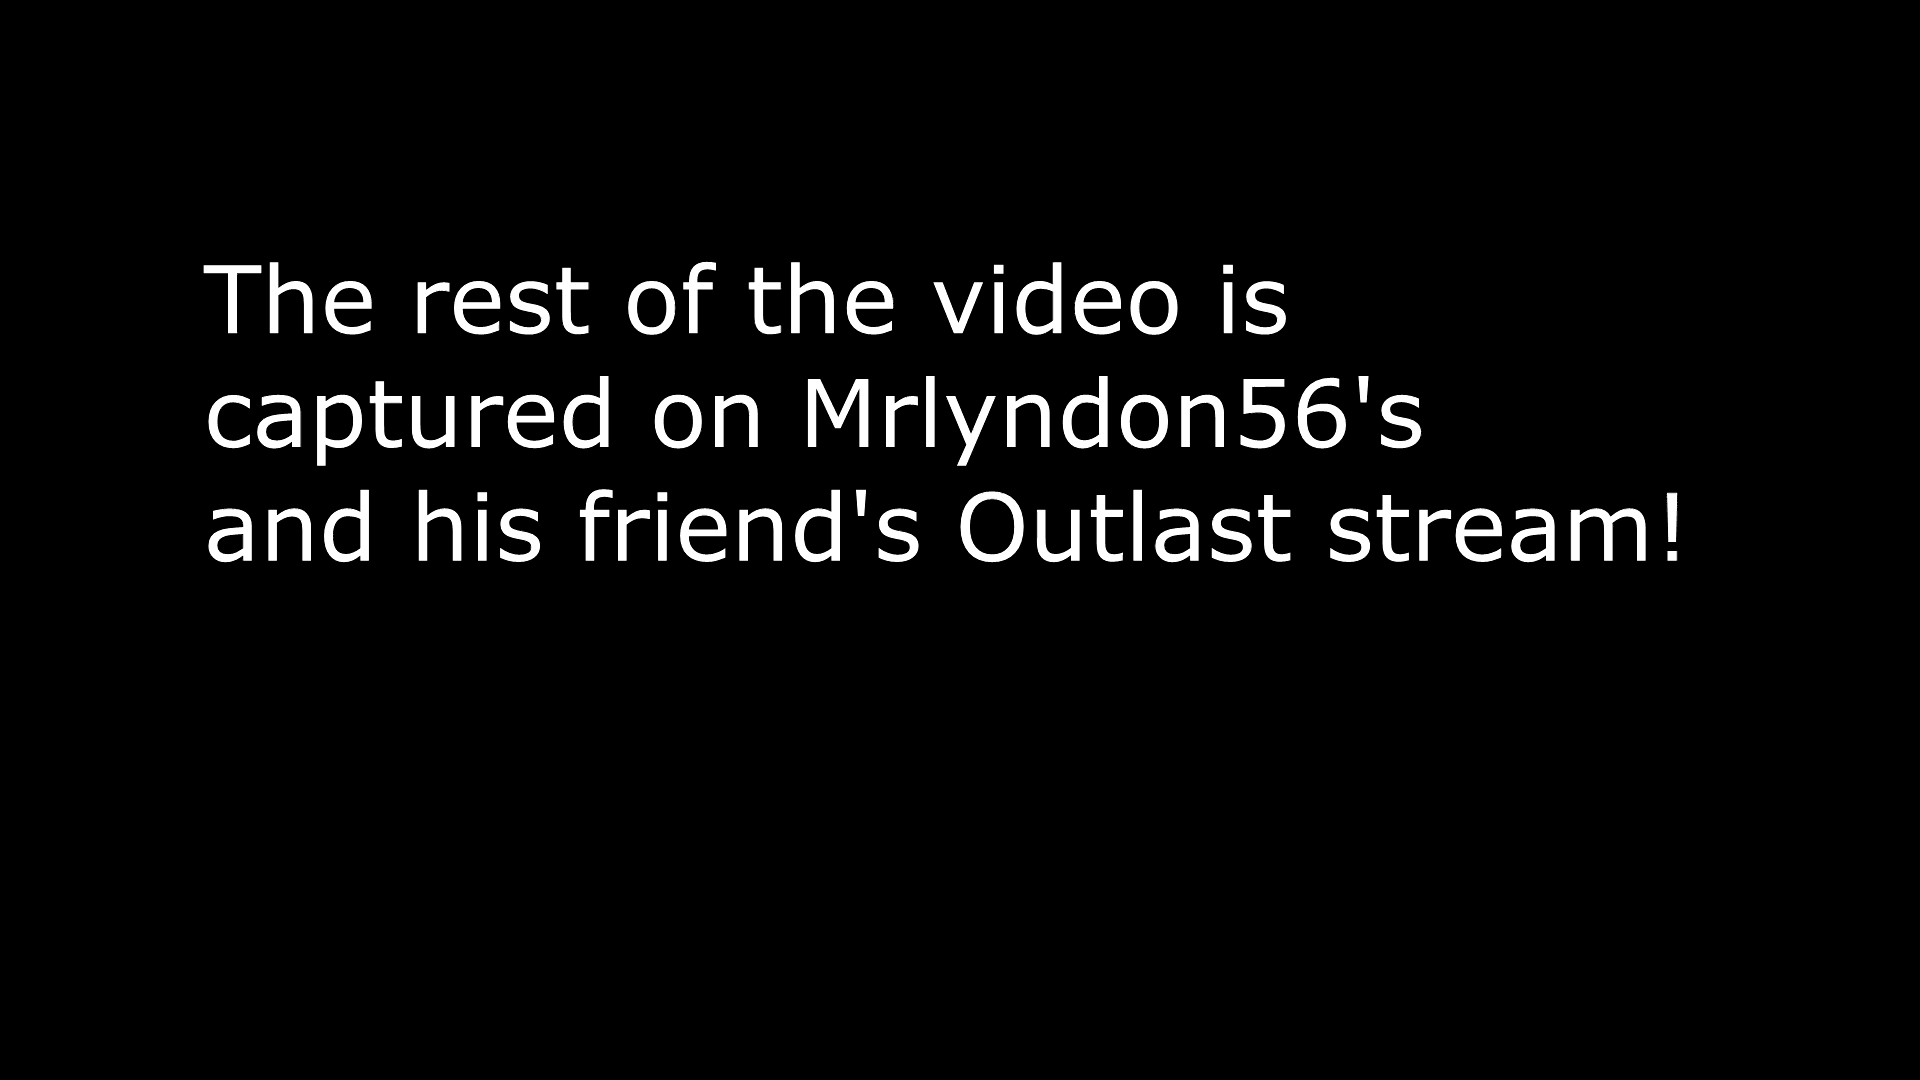 The rest of the video is
captured on Mrlyndon56's
and his friend's Outlast stream!